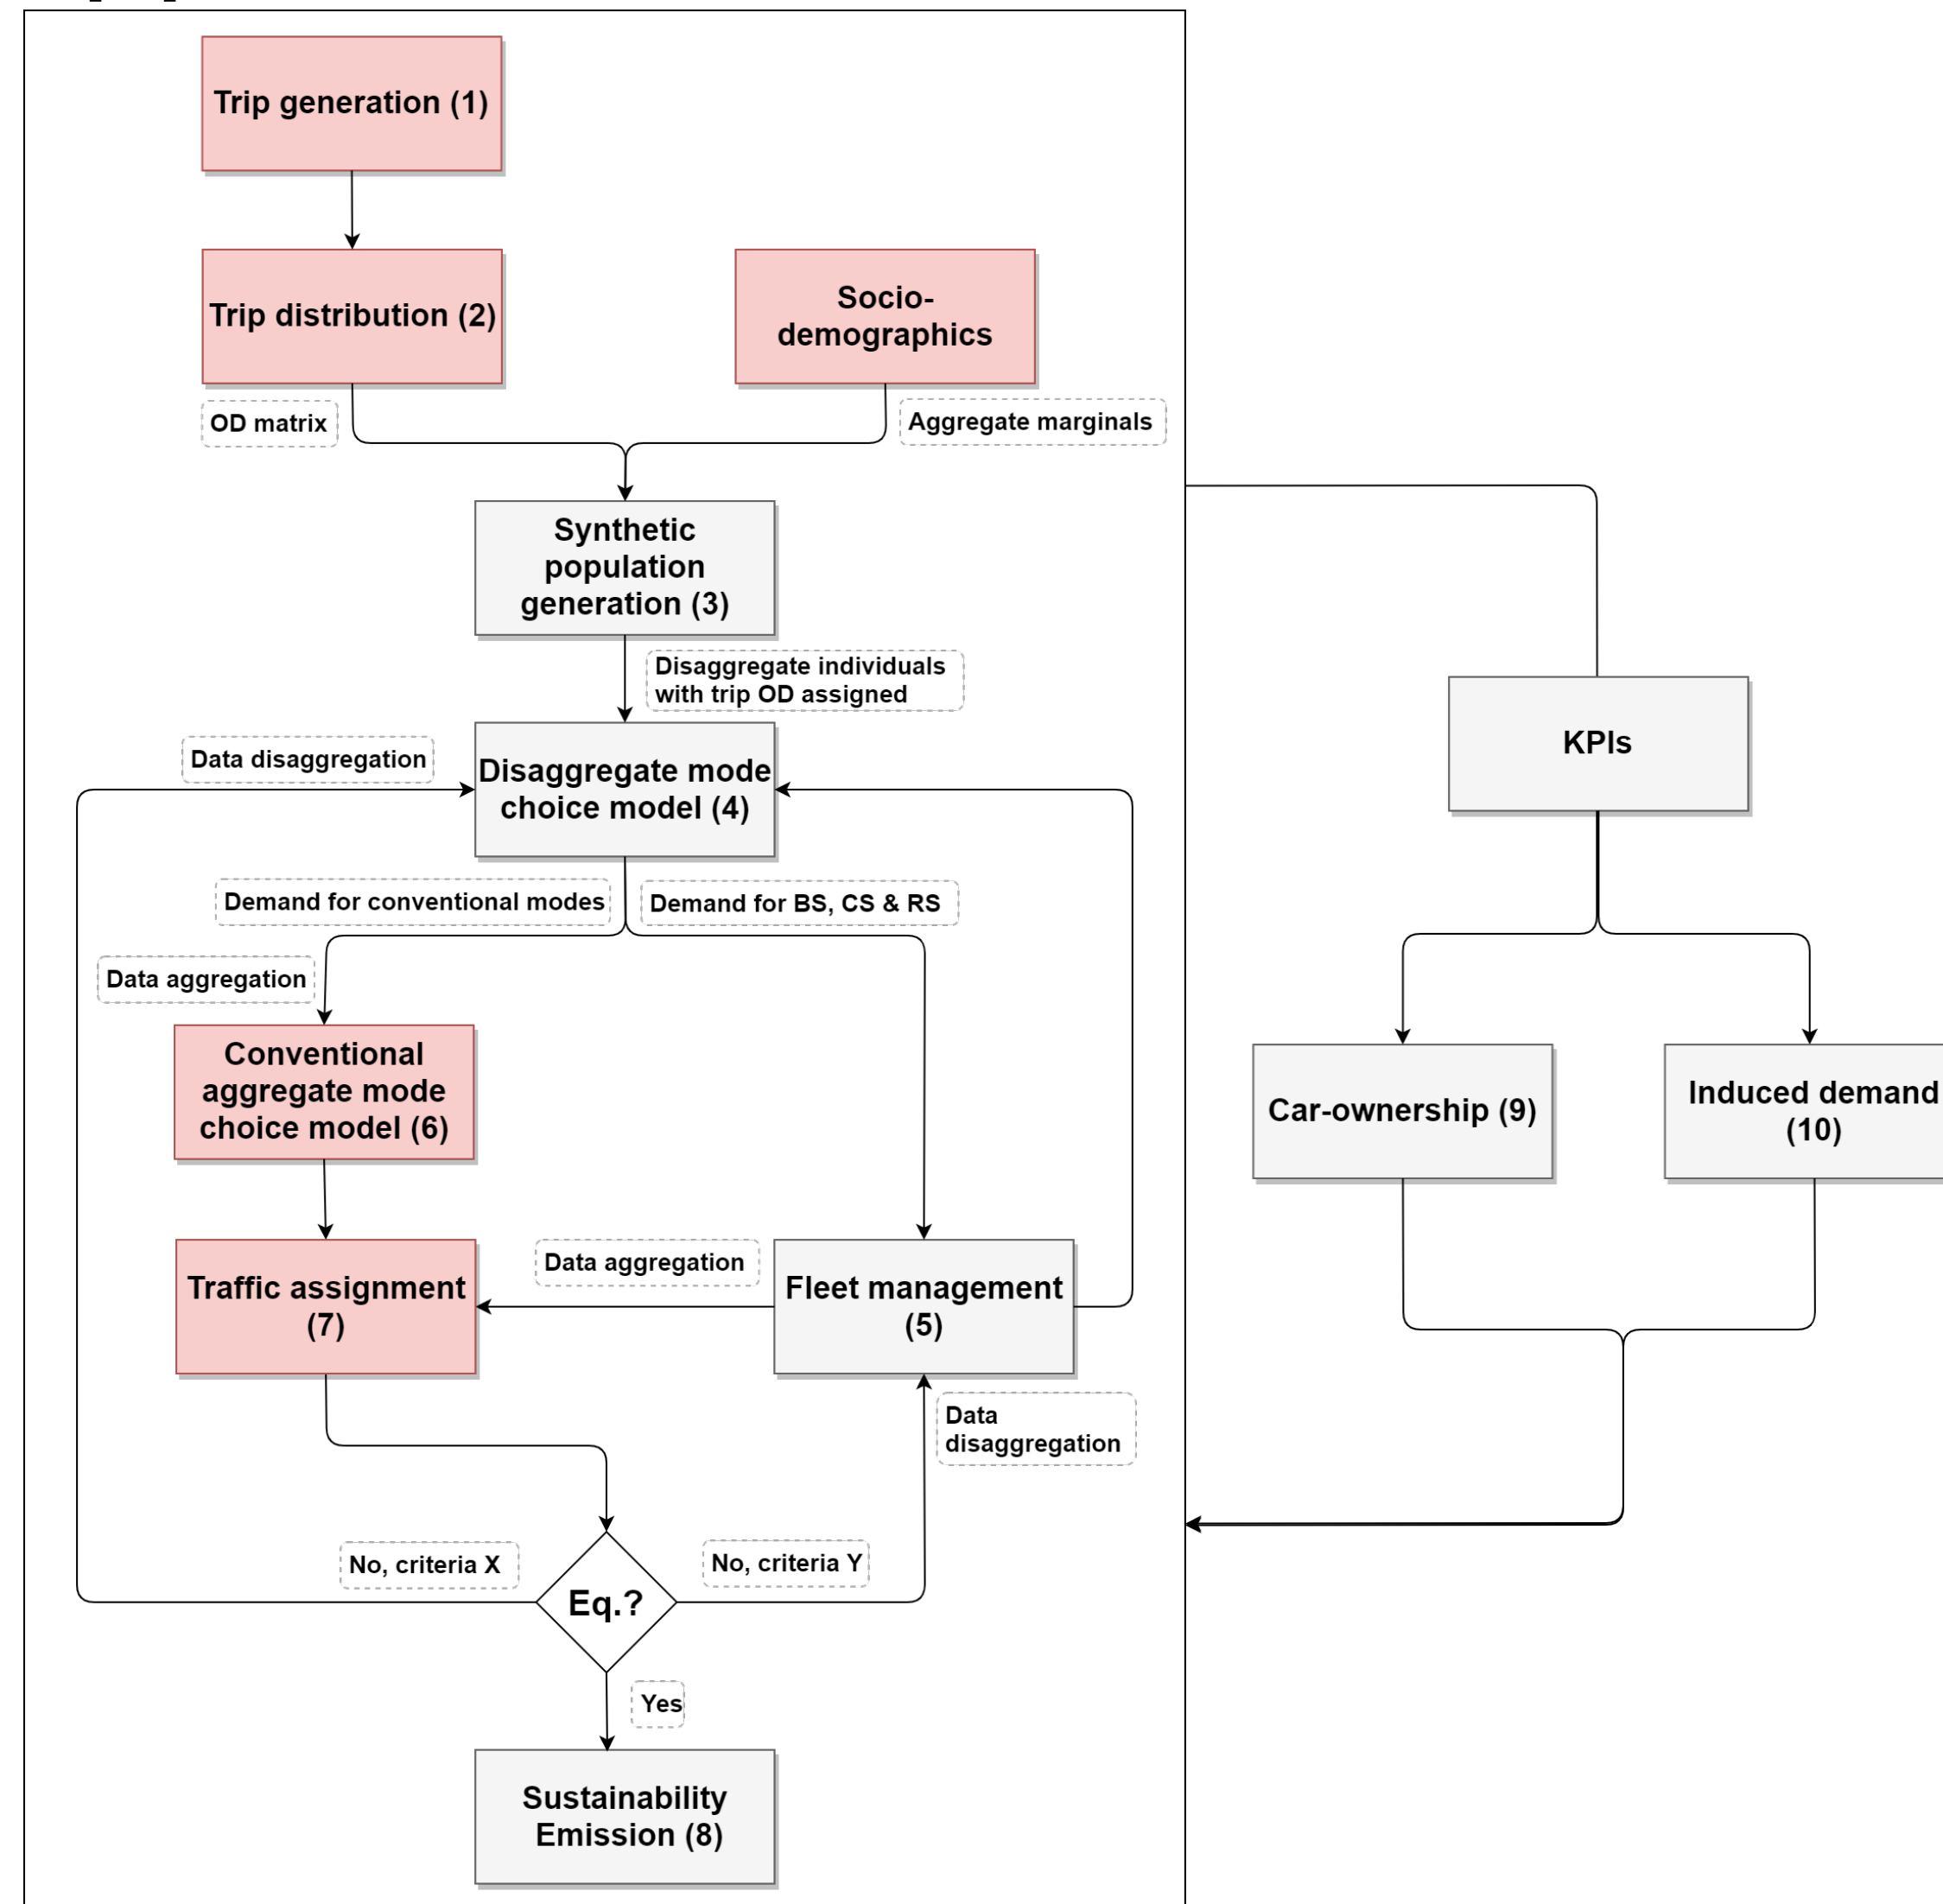 Trip generation (1)
Trip distribution (2)
Socio-
demographics
OD matrix
Aggregate marginals
Synthetic
population
generation (3)
Disaggregate individuals
with trip OD assigned
Data disaggregation
Disaggregate mode
choice model (4)
KPIs
Demand for conventional modes
Demand for BS, CS & RS
Data aggregation
Conventional
aggregate mode
choice model (6)
Car-ownership (9)
Induced demand
(10)
Traffic assignment
(7)
Data aggregation
Fleet management
(5)
Data
disaggregation
No, criteria X
Eq.?
No, criteria Y
Yes
Sustainability
Emission (8)